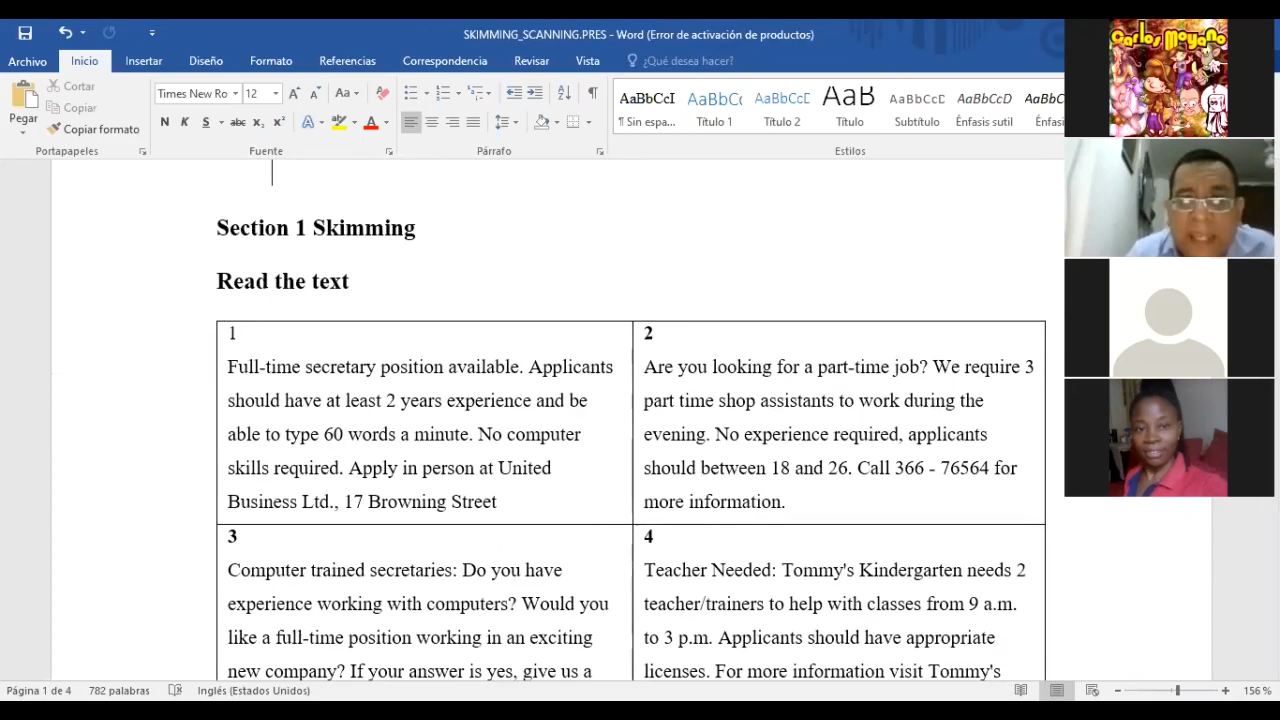 SKIMMING_SCANNING.PRES - Word (Error de activación de productos)
Archivo Inicio Insertar Diseño Formato Referencias Correspondencia Revisar Vista ¿Qué desea hacer?
Pegar
Cortar
Copiar
Copiar formato
Portapapeles
Times New Ro 12 Aa
N K S abc x₂ x² A A
Fuente
Párrafo
AaBbCcI AaBbCc AaBbCcD AaB AaBbCcD AaBbCcD AaBbCc
¶ Sin espa... Título 1 Título 2 Título Subtítulo Énfasis sutil Énfa
Estilos
Carlos Moyano
Section 1 Skimming
Read the text
1
Full-time secretary position available. Applicants
should have at least 2 years experience and be
able to type 60 words a minute. No computer
skills required. Apply in person at United
Business Ltd., 17 Browning Street
2
Are you looking for a part-time job? We require 3
part time shop assistants to work during the
evening. No experience required, applicants
should between 18 and 26. Call 366 - 76564 for
more information.
3
Computer trained secretaries: Do you have
experience working with computers? Would you
like a full-time position working in an exciting
new company? If your answer is yes, give us a
4
Teacher Needed: Tommy's Kindergarten needs 2
teacher/trainers to help with classes from 9 a.m.
to 3 p.m. Applicants should have appropriate
licenses. For more information visit Tommy's
Página 1 de 4 782 palabras Inglés (Estados Unidos) 156 %